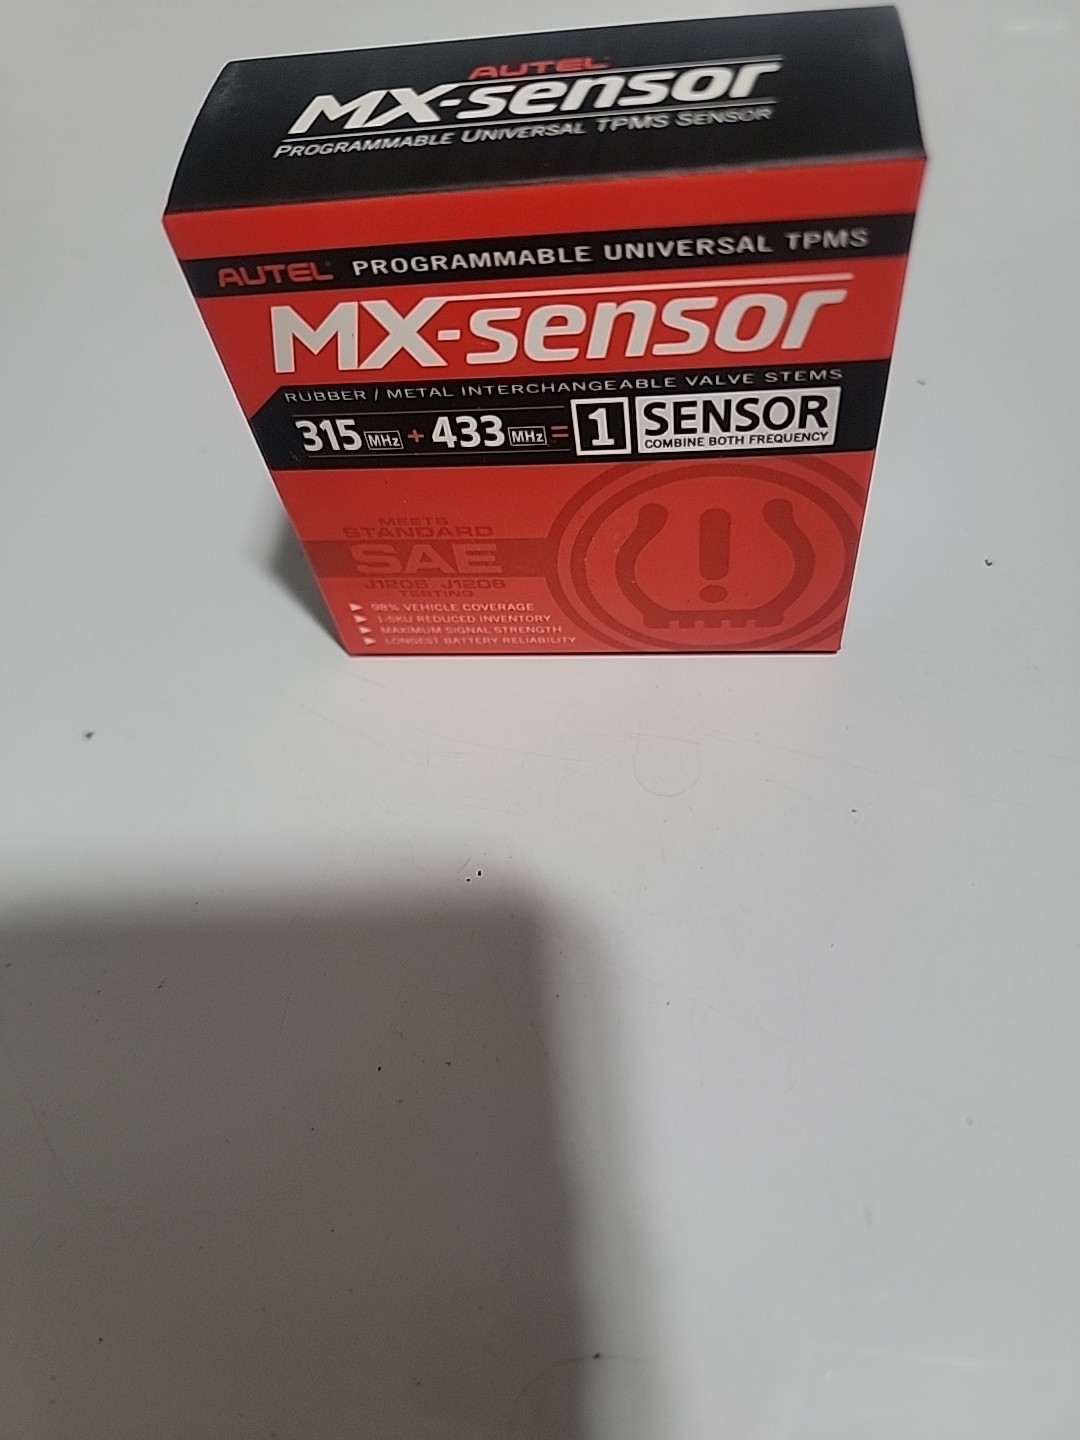 AUTEL
MX-sensor
PROGRAMMABLE UNIVERSAL TPMS SENSOR
AUTEL PROGRAMMABLE UNIVERSAL TPMS
MX-sensor
RUBBER / METAL INTERCHANGEABLE VALVE STEMS
315 MHz + 433 MHz = 1 SENSOR
COMBINE BOTH FREQUENCY
MEETS
STANDARD
SAE
J1205 J1206
TESTING
98% VEHICLE COVERAGE
1-SKU REDUCED INVENTORY
MAXIMUM SIGNAL STRENGTH
LONGEST BATTERY RELIABILITY